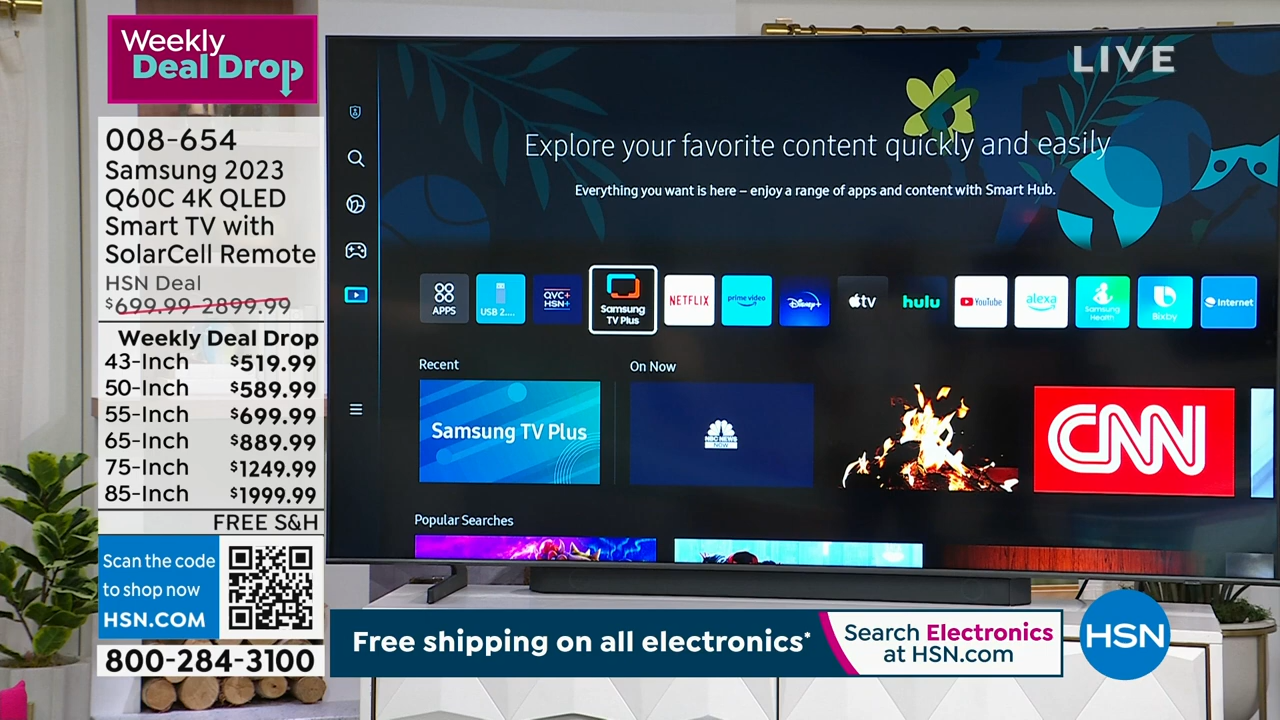 Weekly
Deal Drop
008-654
Samsung 2023
Q60C 4K QLED
Smart TV with
SolarCell Remote
HSN Deal
$699.99-2899.99
Weekly Deal Drop
43-Inch $519.99
50-Inch $589.99
55-Inch $699.99
65-Inch $889.99
75-Inch $1249.99
85-Inch $1999.99
FREE S&H
Scan the code
to shop now
HSN.COM
800-284-3100
LIVE
Explore your favorite content quickly and easily
Everything you want is here – enjoy a range of apps and content with Smart Hub.
APPS
USB 2....
QVC+
HSN+
Samsung
TV Plus
NETFLIX
prime video
Disney+
tv
hulu
YouTube
alexa
Samsung
Health
Bixby
Internet
Recent
On Now
Samsung TV Plus
NBC NEWS
NOW
CNN
Popular Searches
Free shipping on all electronics*
Search Electronics
at HSN.com
HSN